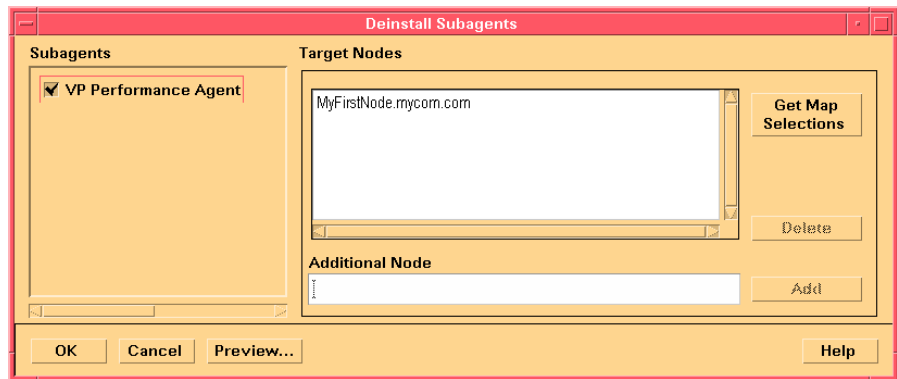 Deinstall Subagents
Subagents
VP Performance Agent
Target Nodes
MyFirstNode.mycom.com
Get Map
Selections
Delete
Additional Node
Add
OK
Cancel
Preview...
Help